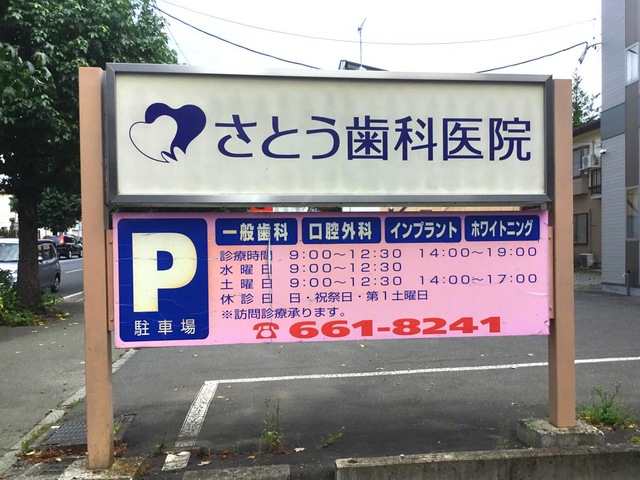 さとう歯科医院
P
駐車場
一般歯科 口腔外科 インプラント ホワイトニング
診療時間 9:00〜12:30 14:00〜19:00
水曜日 9:00〜12:30
土曜日 9:00〜12:30 14:00〜17:00
休診日 日・祝祭日・第1土曜日
※訪問診療承ります。
☎661-8241